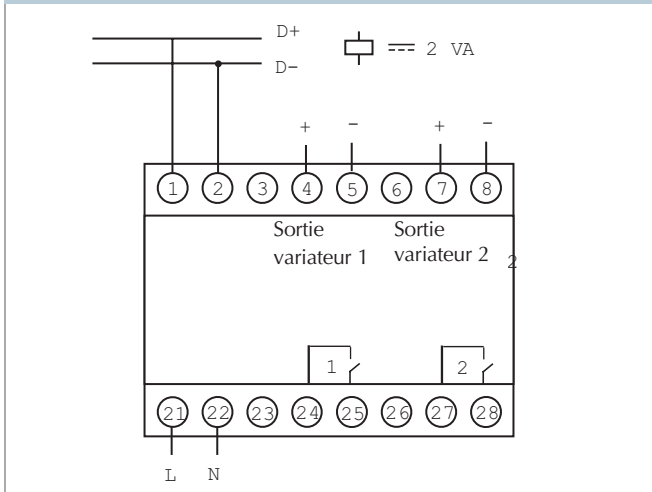 D+
D−
2 VA
+ − + −
1 2 3 4 5 6 7 8
Sortie
variateur 1
Sortie
variateur 2
2
1 2
21 22 23 24 25 26 27 28
L N